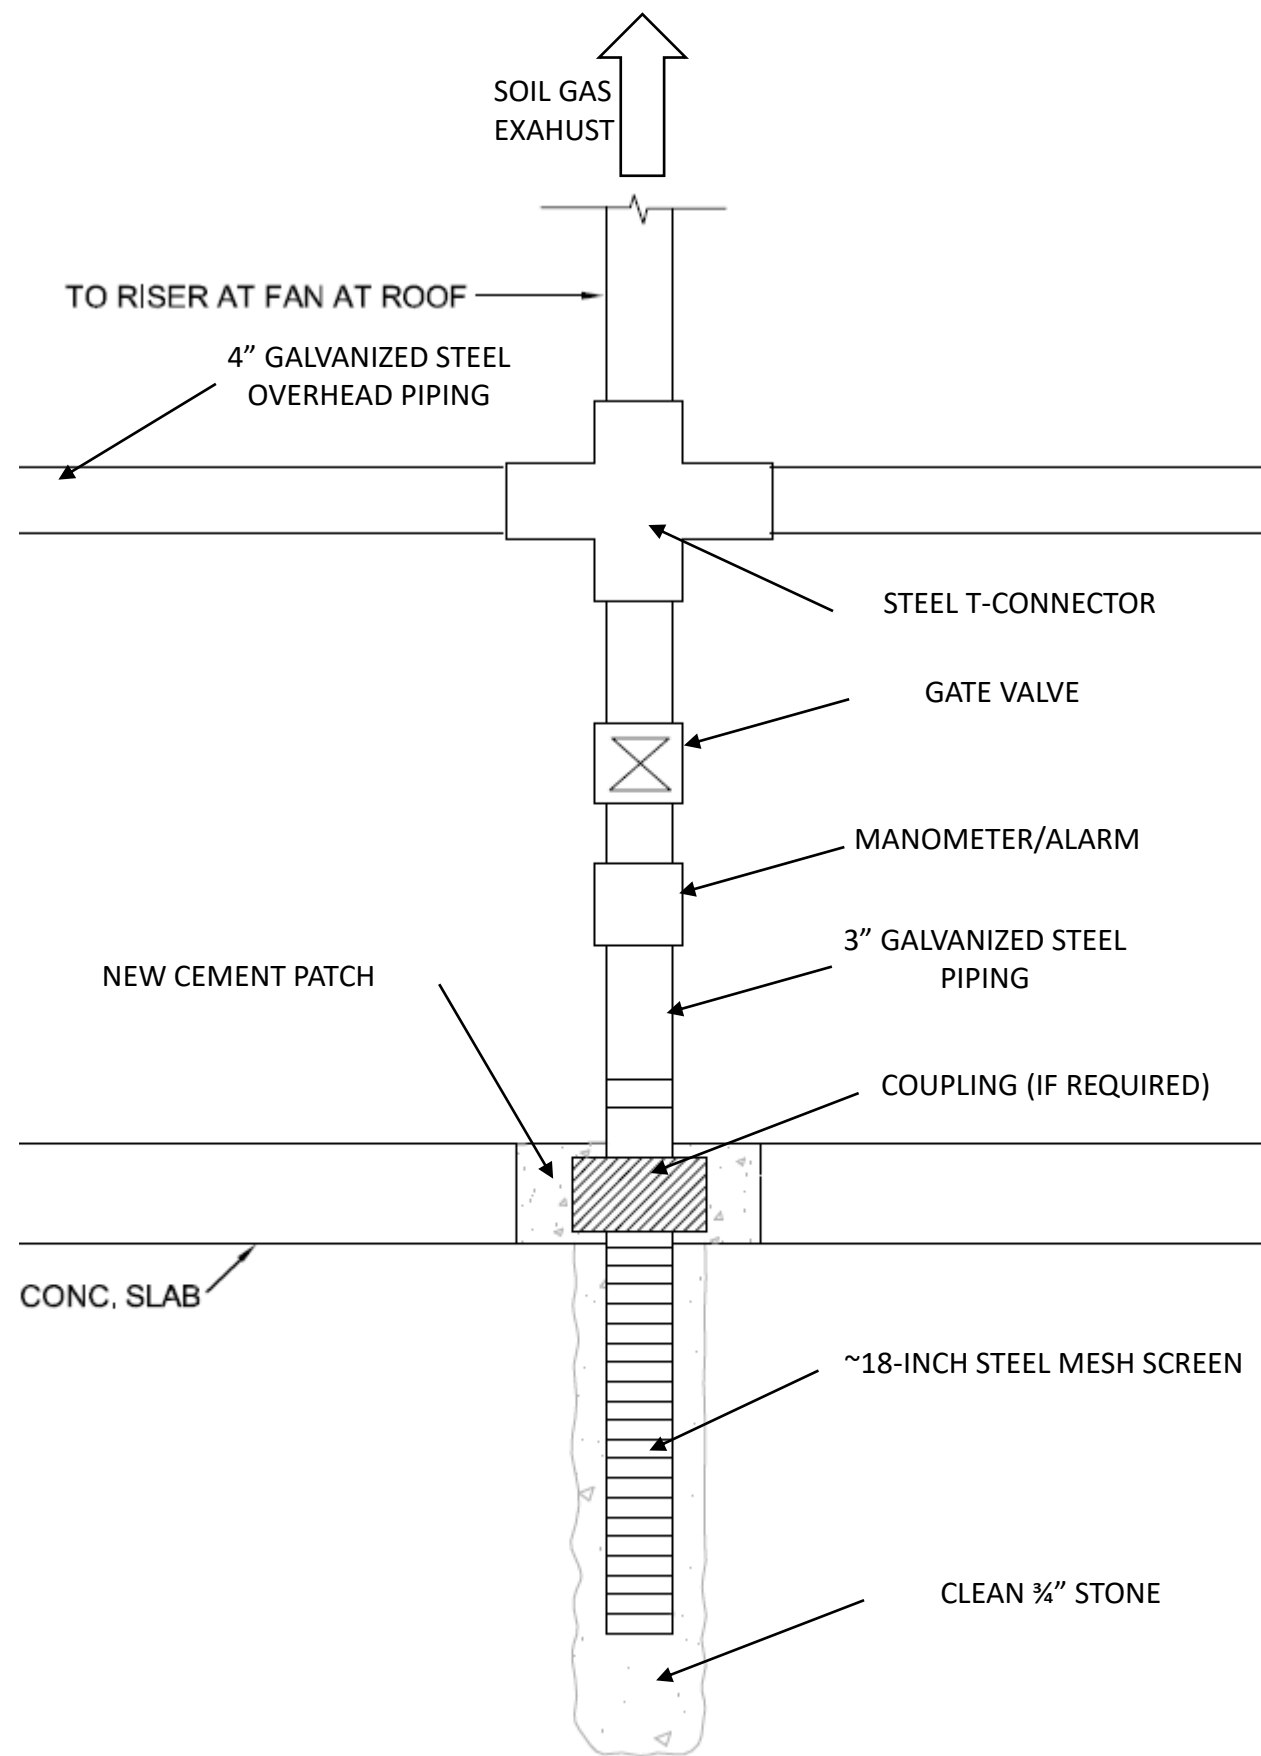 SOIL GAS
EXAHUST
TO RISER AT FAN AT ROOF
4” GALVANIZED STEEL
OVERHEAD PIPING
STEEL T-CONNECTOR
GATE VALVE
MANOMETER/ALARM
3” GALVANIZED STEEL
PIPING
NEW CEMENT PATCH
COUPLING (IF REQUIRED)
CONC, SLAB
~18-INCH STEEL MESH SCREEN
CLEAN ¾” STONE